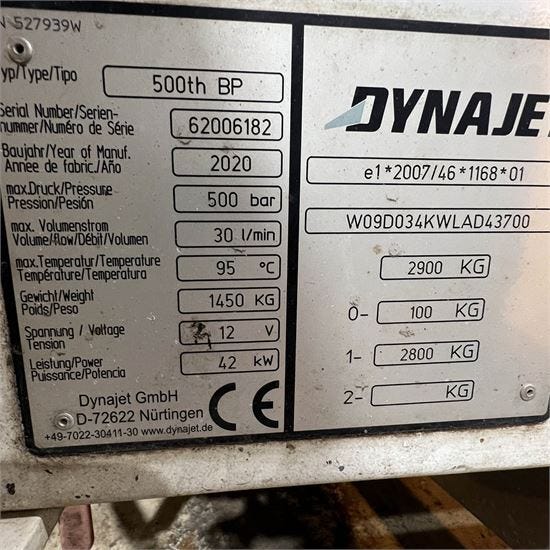 N 527939W
yp/Type/Tipo 500th BP
Serial Number/Serien-
nummer/Numéro de Série 62006182
Baujahr/Year of Manuf.
Annee de fabric./Año 2020
max.Druck/Pressure
Pression/Pesión 500 bar
max. Volumenstrom
Volume/flow/Débit/Volumen 30 l/min
max.Temperatur/Temperature
Température/Temperatura 95 °C
Gewicht/Weight
Poids/Peso 1450 KG
Spannung / Voltage
Tension 12 V
Leistung/Power
Puissance/Potencia 42 kW
Dynajet GmbH
D-72622 Nürtingen
+49-7022-30411-30 www.dynajet.de
CE
DYNAJET
e1*2007/46*1168*01
W09D034KWLAD43700
2900 KG
0- 100 KG
1- 2800 KG
2- KG